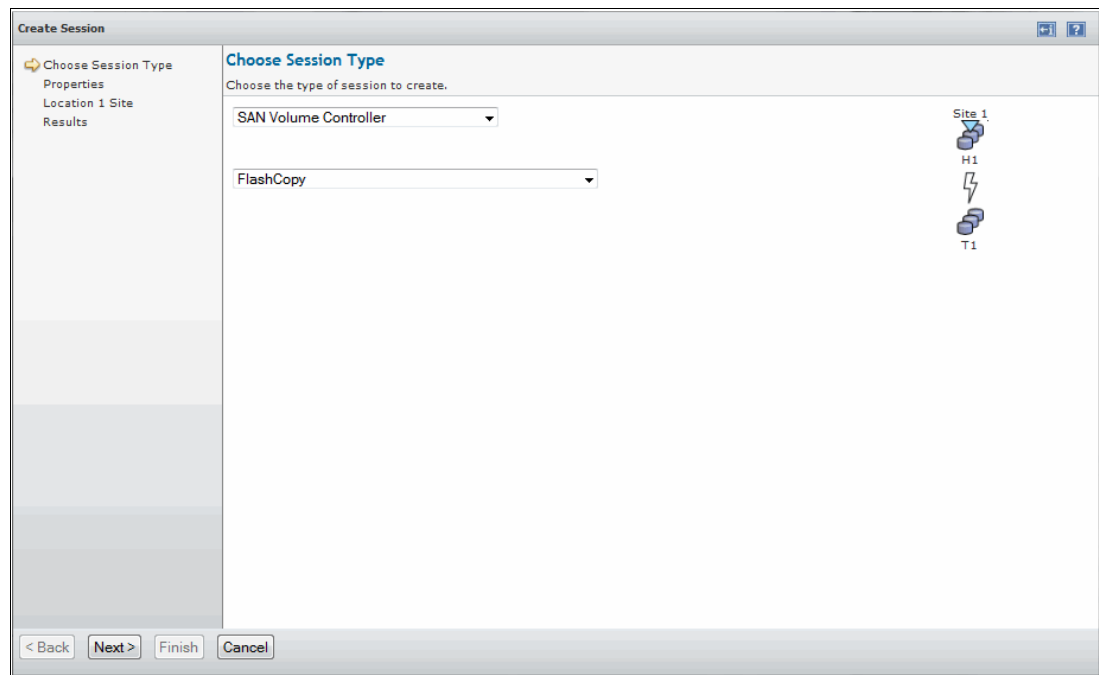 Create Session
?
Choose Session Type
Properties
Location 1 Site
Results
Choose Session Type
Choose the type of session to create.
SAN Volume Controller
FlashCopy
Site 1
H1
T1
< Back
Next >
Finish
Cancel